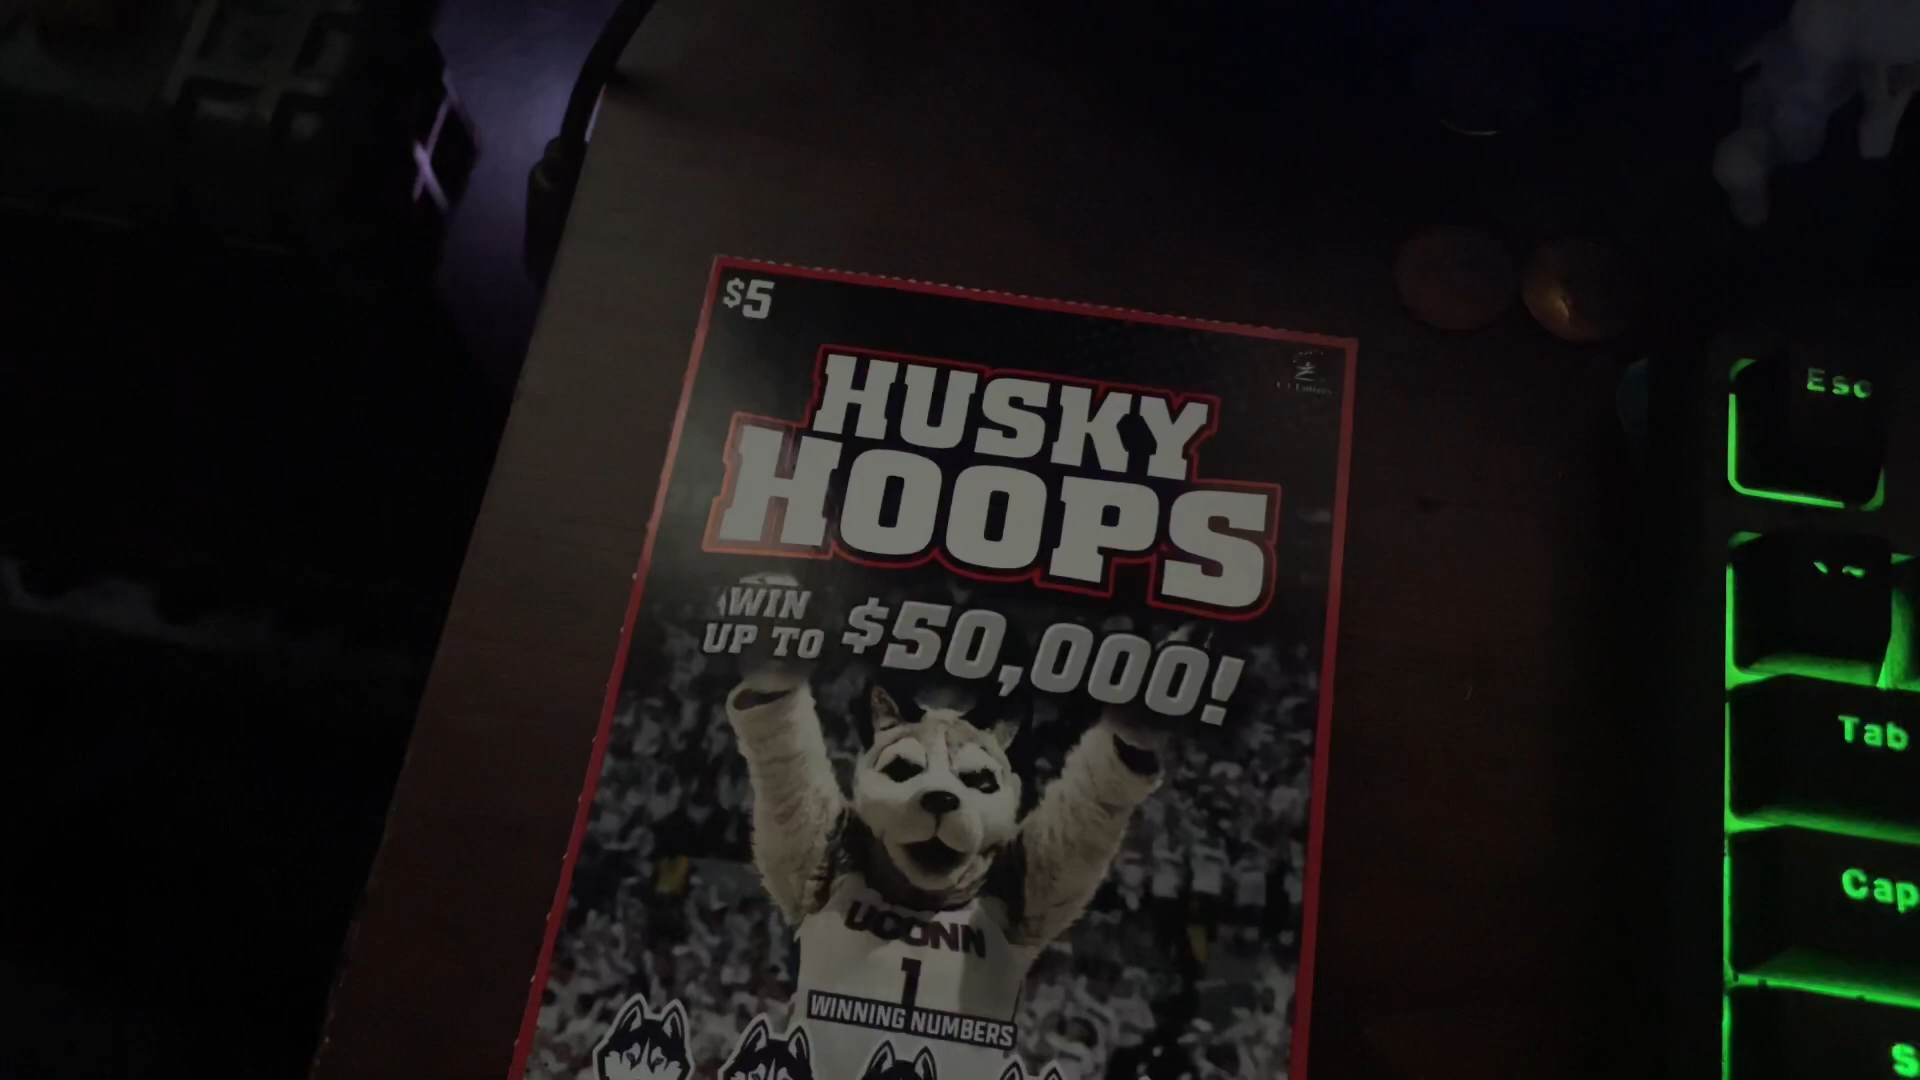 $5
HUSKY
HOOPS
WIN
UP TO
$50,000!
UCONN
1
WINNING NUMBERS
Esc
` ~
Tab
Cap
S